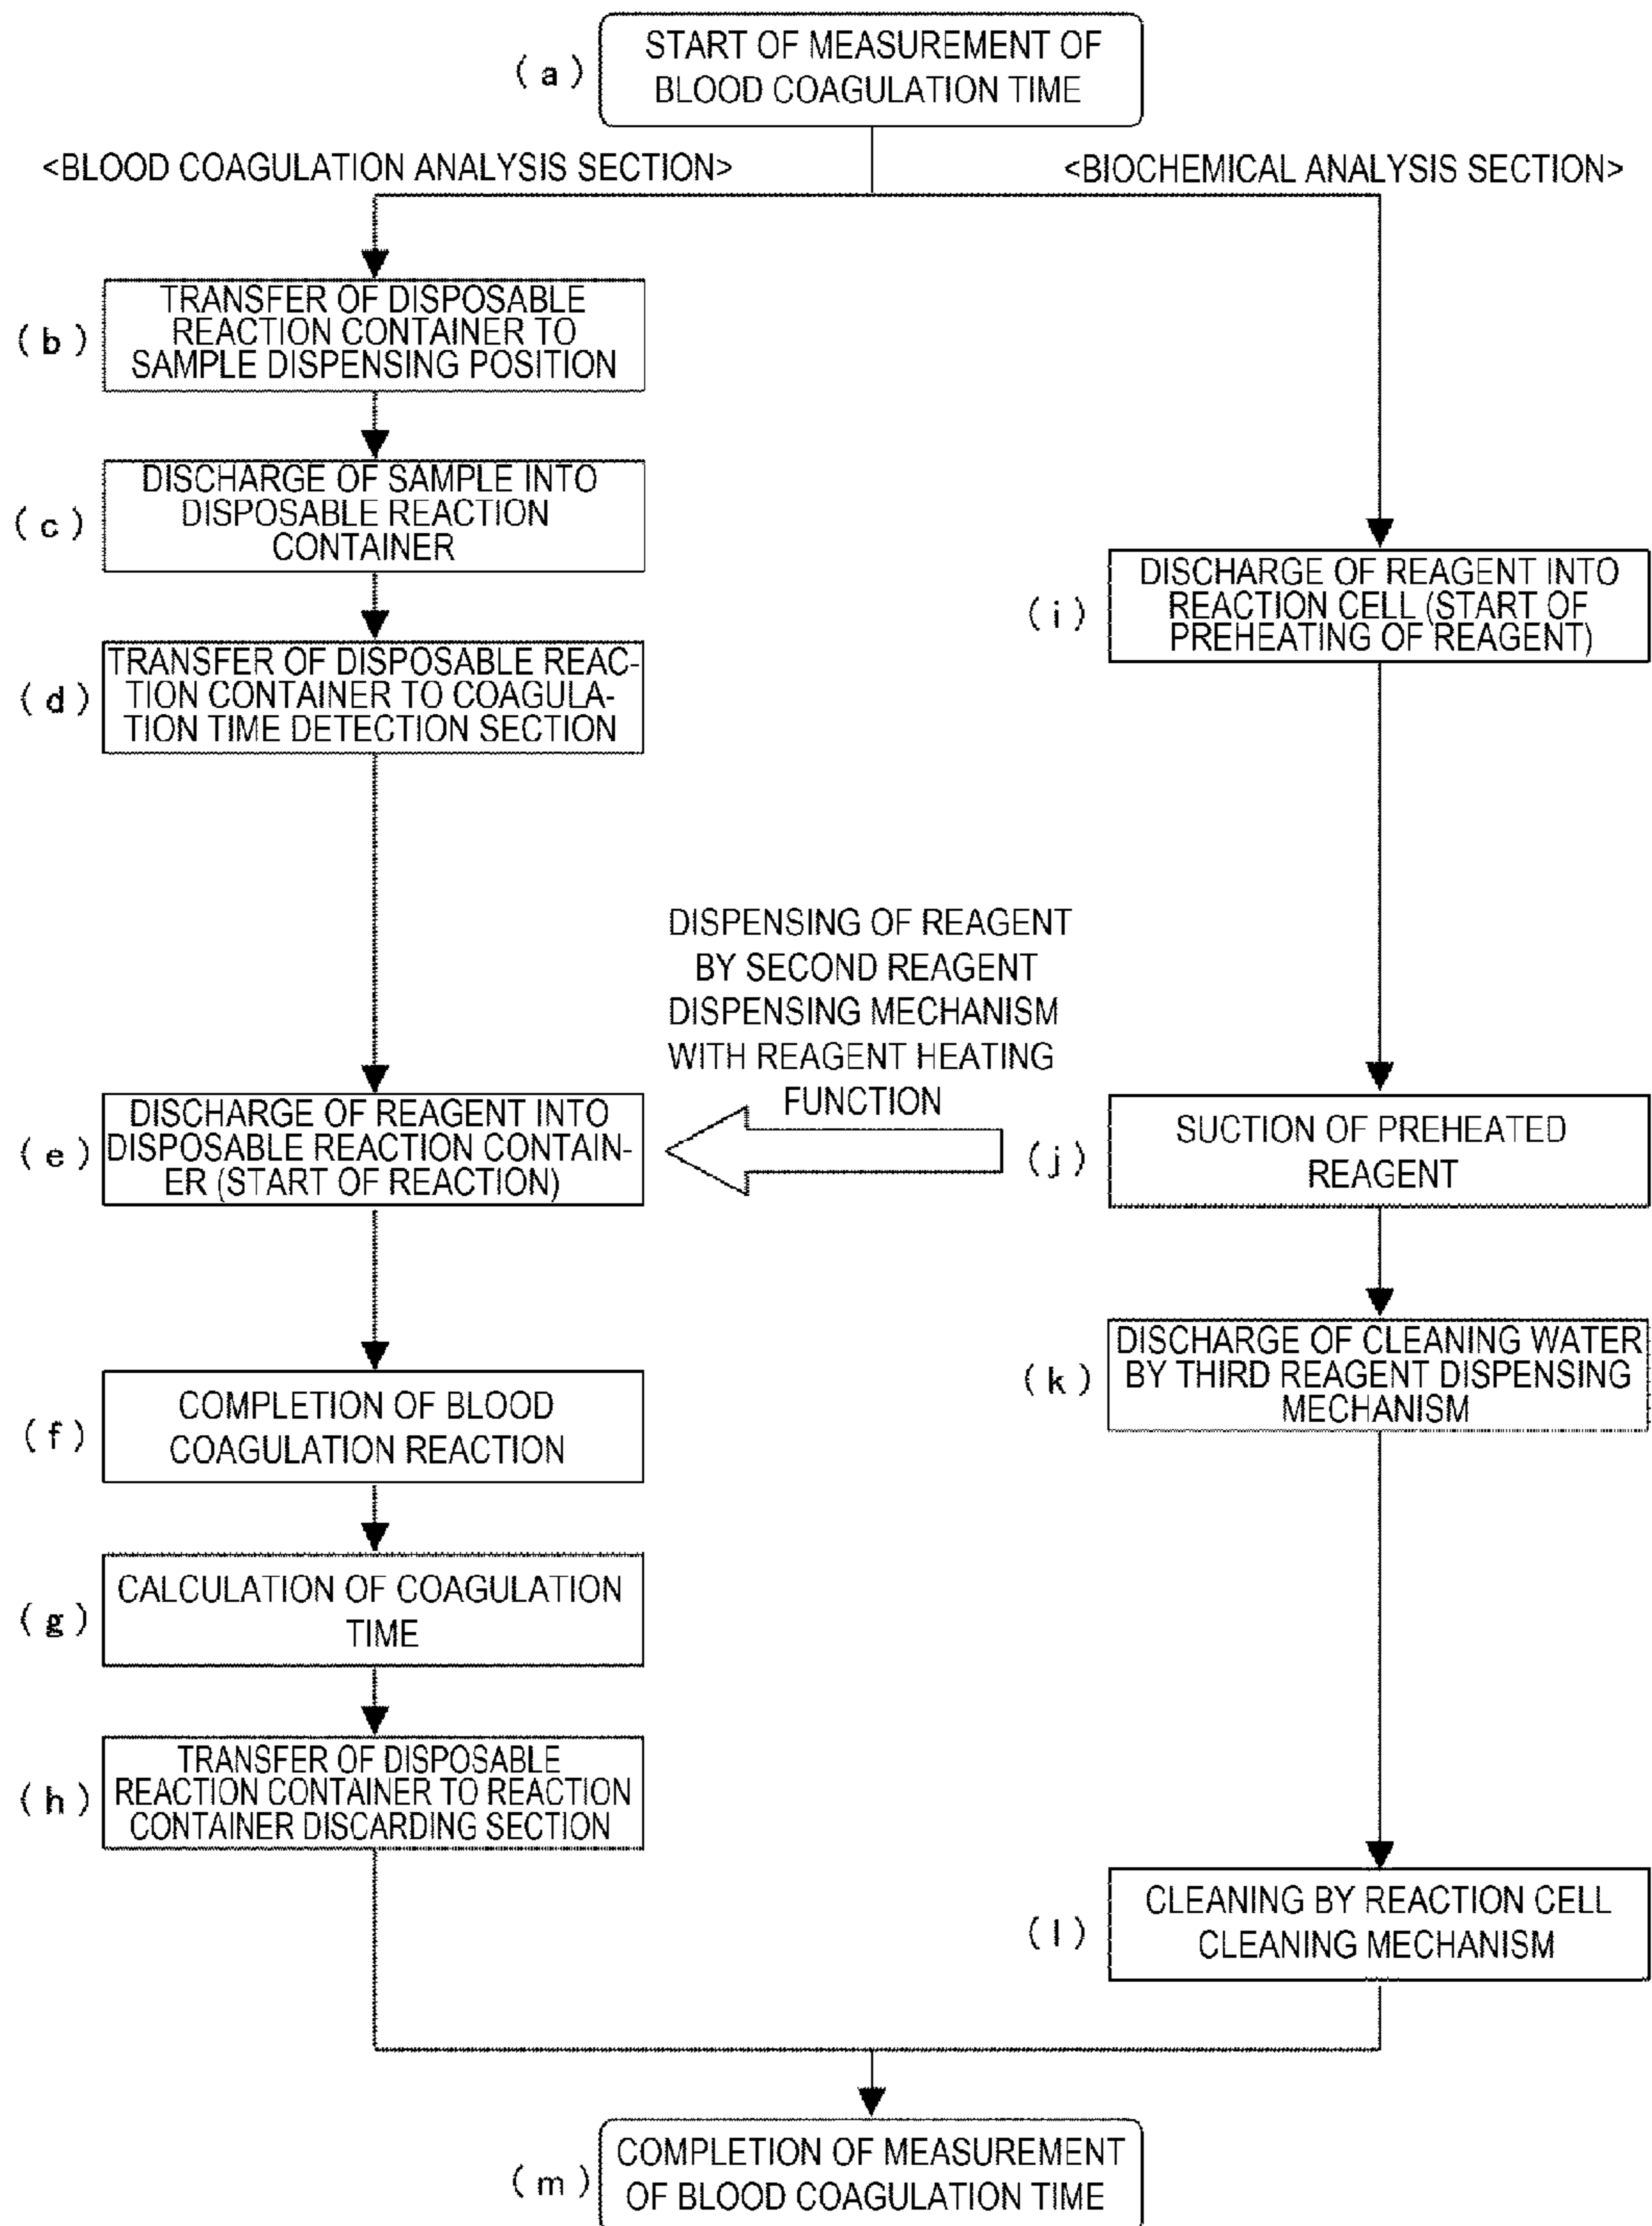 (a)
START OF MEASUREMENT OF
BLOOD COAGULATION TIME
<BLOOD COAGULATION ANALYSIS SECTION>
<BIOCHEMICAL ANALYSIS SECTION>
(b)
TRANSFER OF DISPOSABLE
REACTION CONTAINER TO
SAMPLE DISPENSING POSITION
(c)
DISCHARGE OF SAMPLE INTO
DISPOSABLE REACTION
CONTAINER
(d)
TRANSFER OF DISPOSABLE REAC-
TION CONTAINER TO COAGULA-
TION TIME DETECTION SECTION
(i)
DISCHARGE OF REAGENT INTO
REACTION CELL (START OF
PREHEATING OF REAGENT)
DISPENSING OF REAGENT
BY SECOND REAGENT
DISPENSING MECHANISM
WITH REAGENT HEATING
FUNCTION
(e)
DISCHARGE OF REAGENT INTO
DISPOSABLE REACTION CONTAIN-
ER (START OF REACTION)
(j)
SUCTION OF PREHEATED
REAGENT
(k)
DISCHARGE OF CLEANING WATER
BY THIRD REAGENT DISPENSING
MECHANISM
(f)
COMPLETION OF BLOOD
COAGULATION REACTION
(g)
CALCULATION OF COAGULATION
TIME
(h)
TRANSFER OF DISPOSABLE
REACTION CONTAINER TO REACTION
CONTAINER DISCARDING SECTION
(l)
CLEANING BY REACTION CELL
CLEANING MECHANISM
(m)
COMPLETION OF MEASUREMENT
OF BLOOD COAGULATION TIME